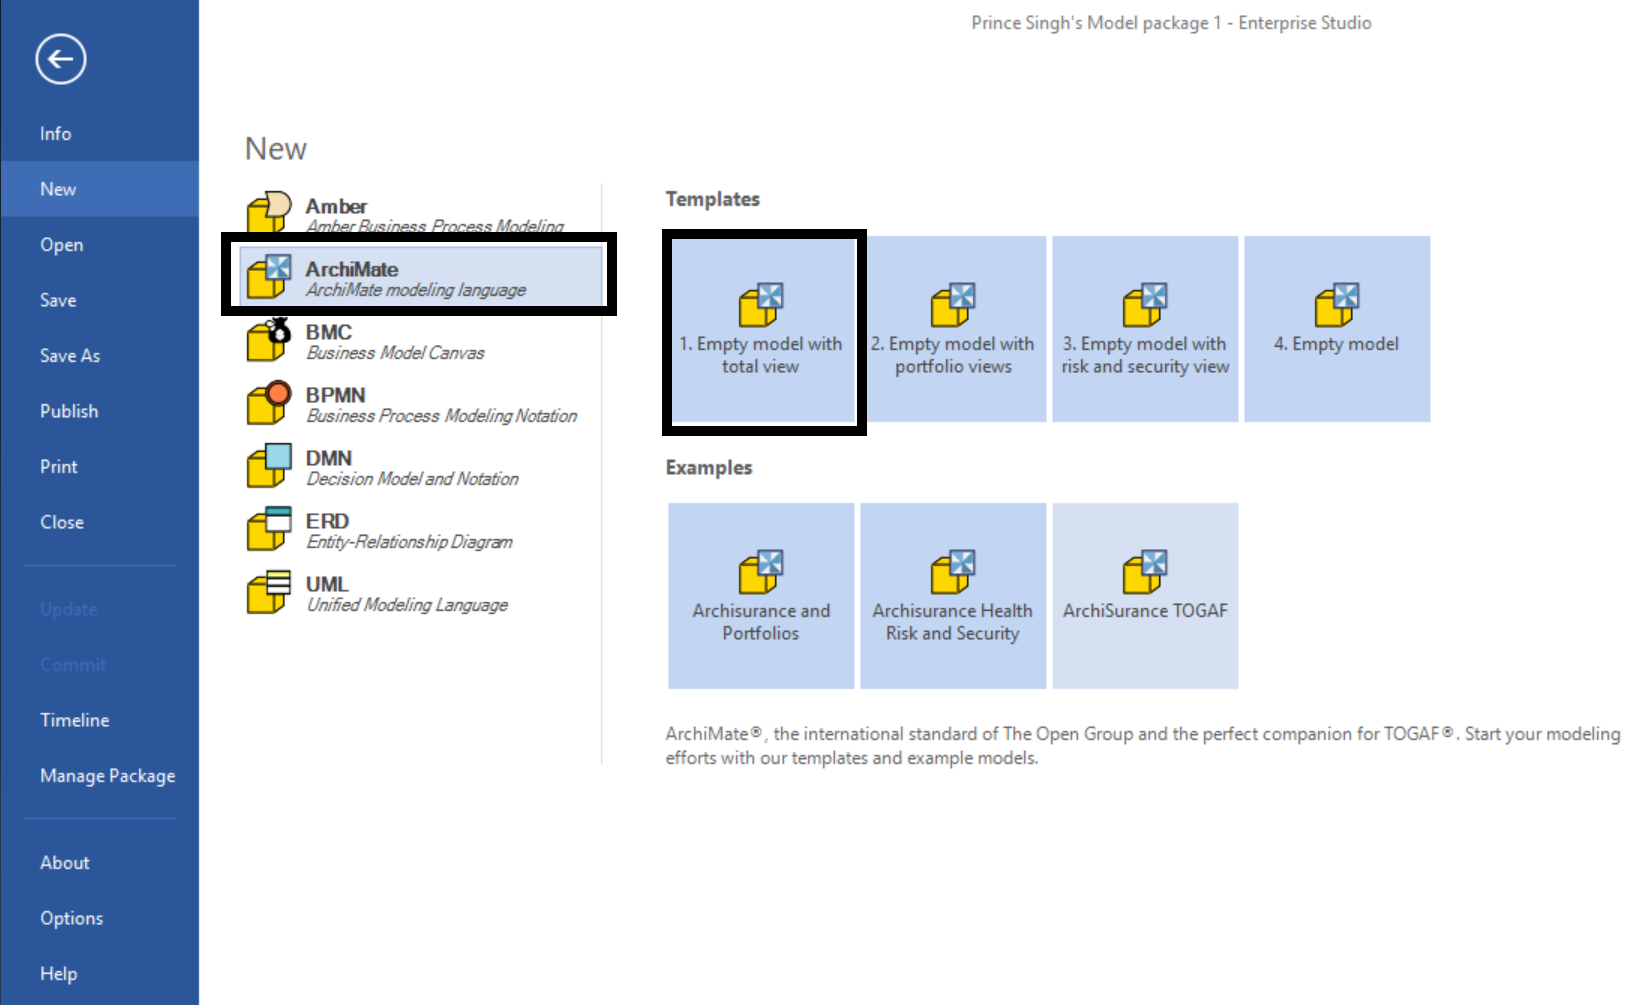 Prince Singh's Model package 1 - Enterprise Studio
Info
New
Open
Save
Save As
Publish
Print
Close
Update
Commit
Timeline
Manage Package
About
Options
Help
New
Amber
Amber Business Process Modeling
ArchiMate
ArchiMate modeling language
BMC
Business Model Canvas
BPMN
Business Process Modeling Notation
DMN
Decision Model and Notation
ERD
Entity-Relationship Diagram
UML
Unified Modeling Language
Templates
1. Empty model with
total view
2. Empty model with
portfolio views
3. Empty model with
risk and security view
4. Empty model
Examples
Archisurance and
Portfolios
Archisurance Health
Risk and Security
ArchiSurance TOGAF
ArchiMate®, the international standard of The Open Group and the perfect companion for TOGAF®. Start your modeling
efforts with our templates and example models.